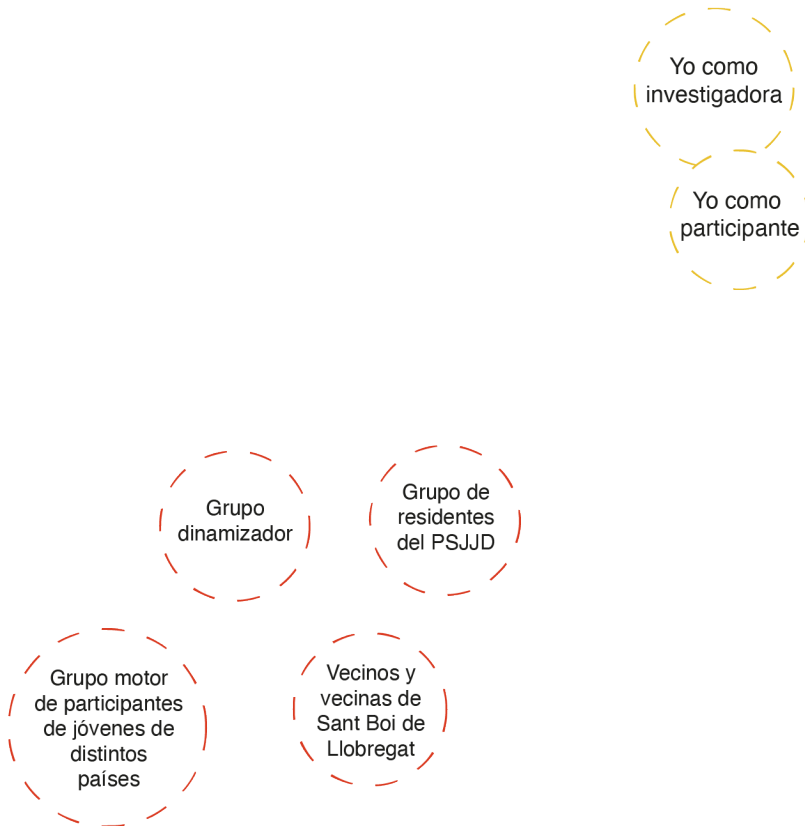 Yo como
investigadora
Yo como
participante
Grupo
dinamizador
Grupo de
residentes
del PSJJD
Grupo motor
de participantes
de jóvenes de
distintos
países
Vecinos y
vecinas de
Sant Boi de
Llobregat